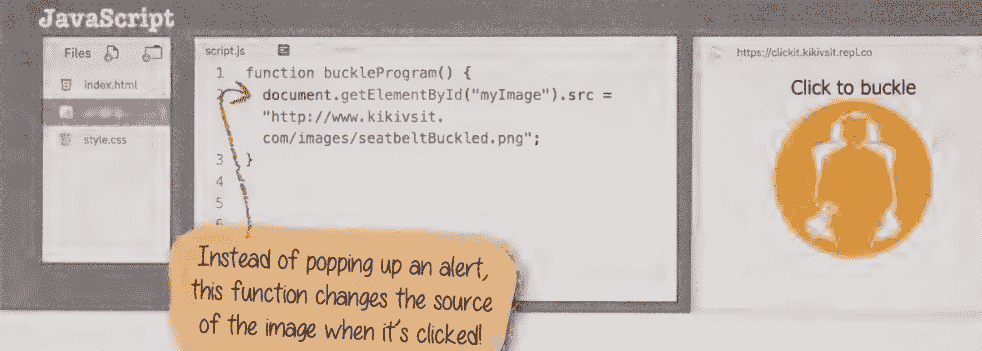 JavaScript
Files
index.html
style.css
script.js
1 function buckleProgram() {
2 document.getElementById("myImage").src =
"http://www.kikivsit.
com/images/seatbeltBuckled.png";
3 }
4
5
6
Instead of popping up an alert,
this function changes the source
of the image when it's clicked!
https://clickit.kikivsit.repl.co
Click to buckle